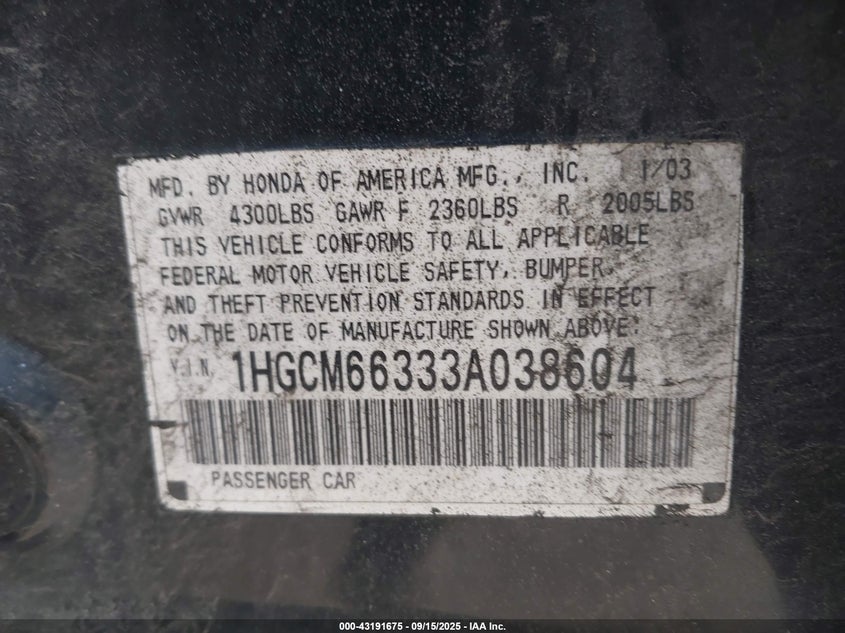 MFD. BY HONDA OF AMERICA MFG., INC. 1/03
GVWR 4300LBS GAWR F 2360LBS R 2005LBS
THIS VEHICLE CONFORMS TO ALL APPLICABLE
FEDERAL MOTOR VEHICLE SAFETY, BUMPER,
AND THEFT PREVENTION STANDARDS IN EFFECT
ON THE DATE OF MANUFACTURE SHOWN ABOVE.
V.I.N. 1HGCM66333A038604
PASSENGER CAR
000-43191675 - 09/15/2025 - IAA Inc.